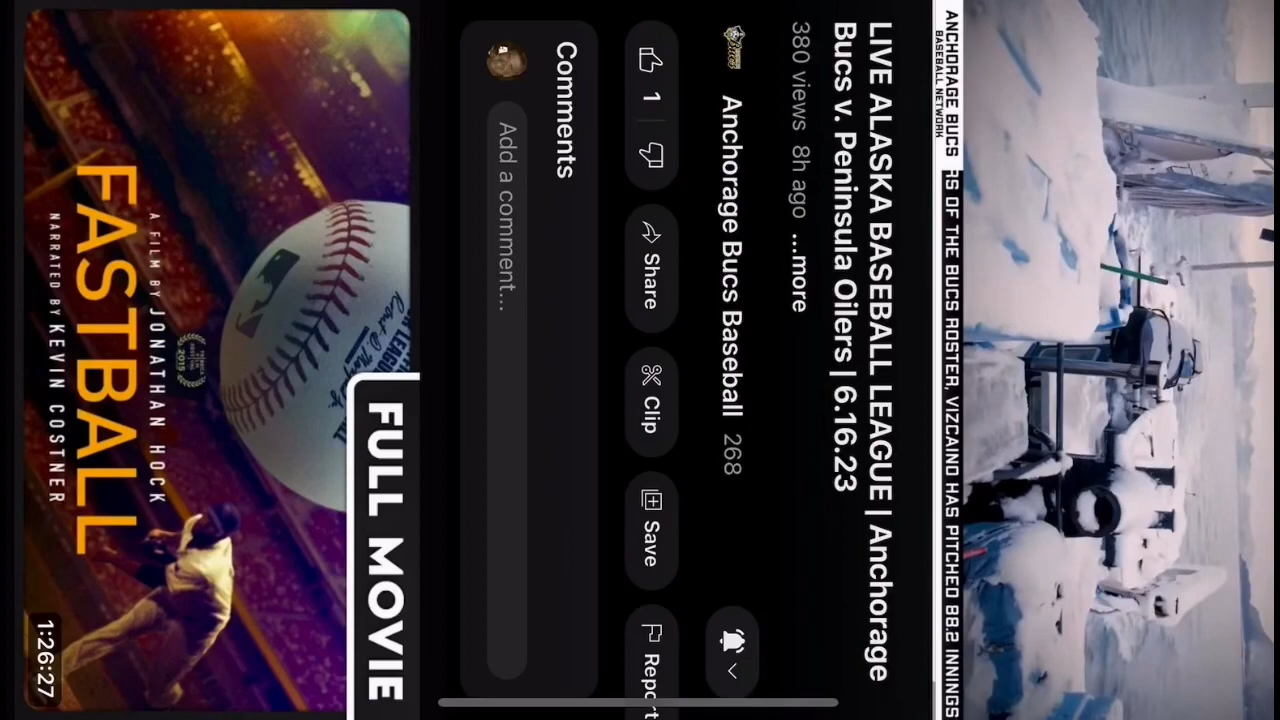 ANCHORAGE BUCS
BASEBALL NETWORK
RS OF THE BUCS ROSTER, VIZCAINO HAS PITCHED 88.2 INNINGS
LIVE ALASKA BASEBALL LEAGUE | Anchorage
Bucs v. Peninsula Oilers | 6.16.23
380 views 8h ago ...more
Anchorage Bucs Baseball 268
1
Share
Clip
Save
Report
Comments
Add a comment...
FULL MOVIE
A FILM BY JONATHAN HOCK
FASTBALL
NARRATED BY KEVIN COSTNER
1:26:27